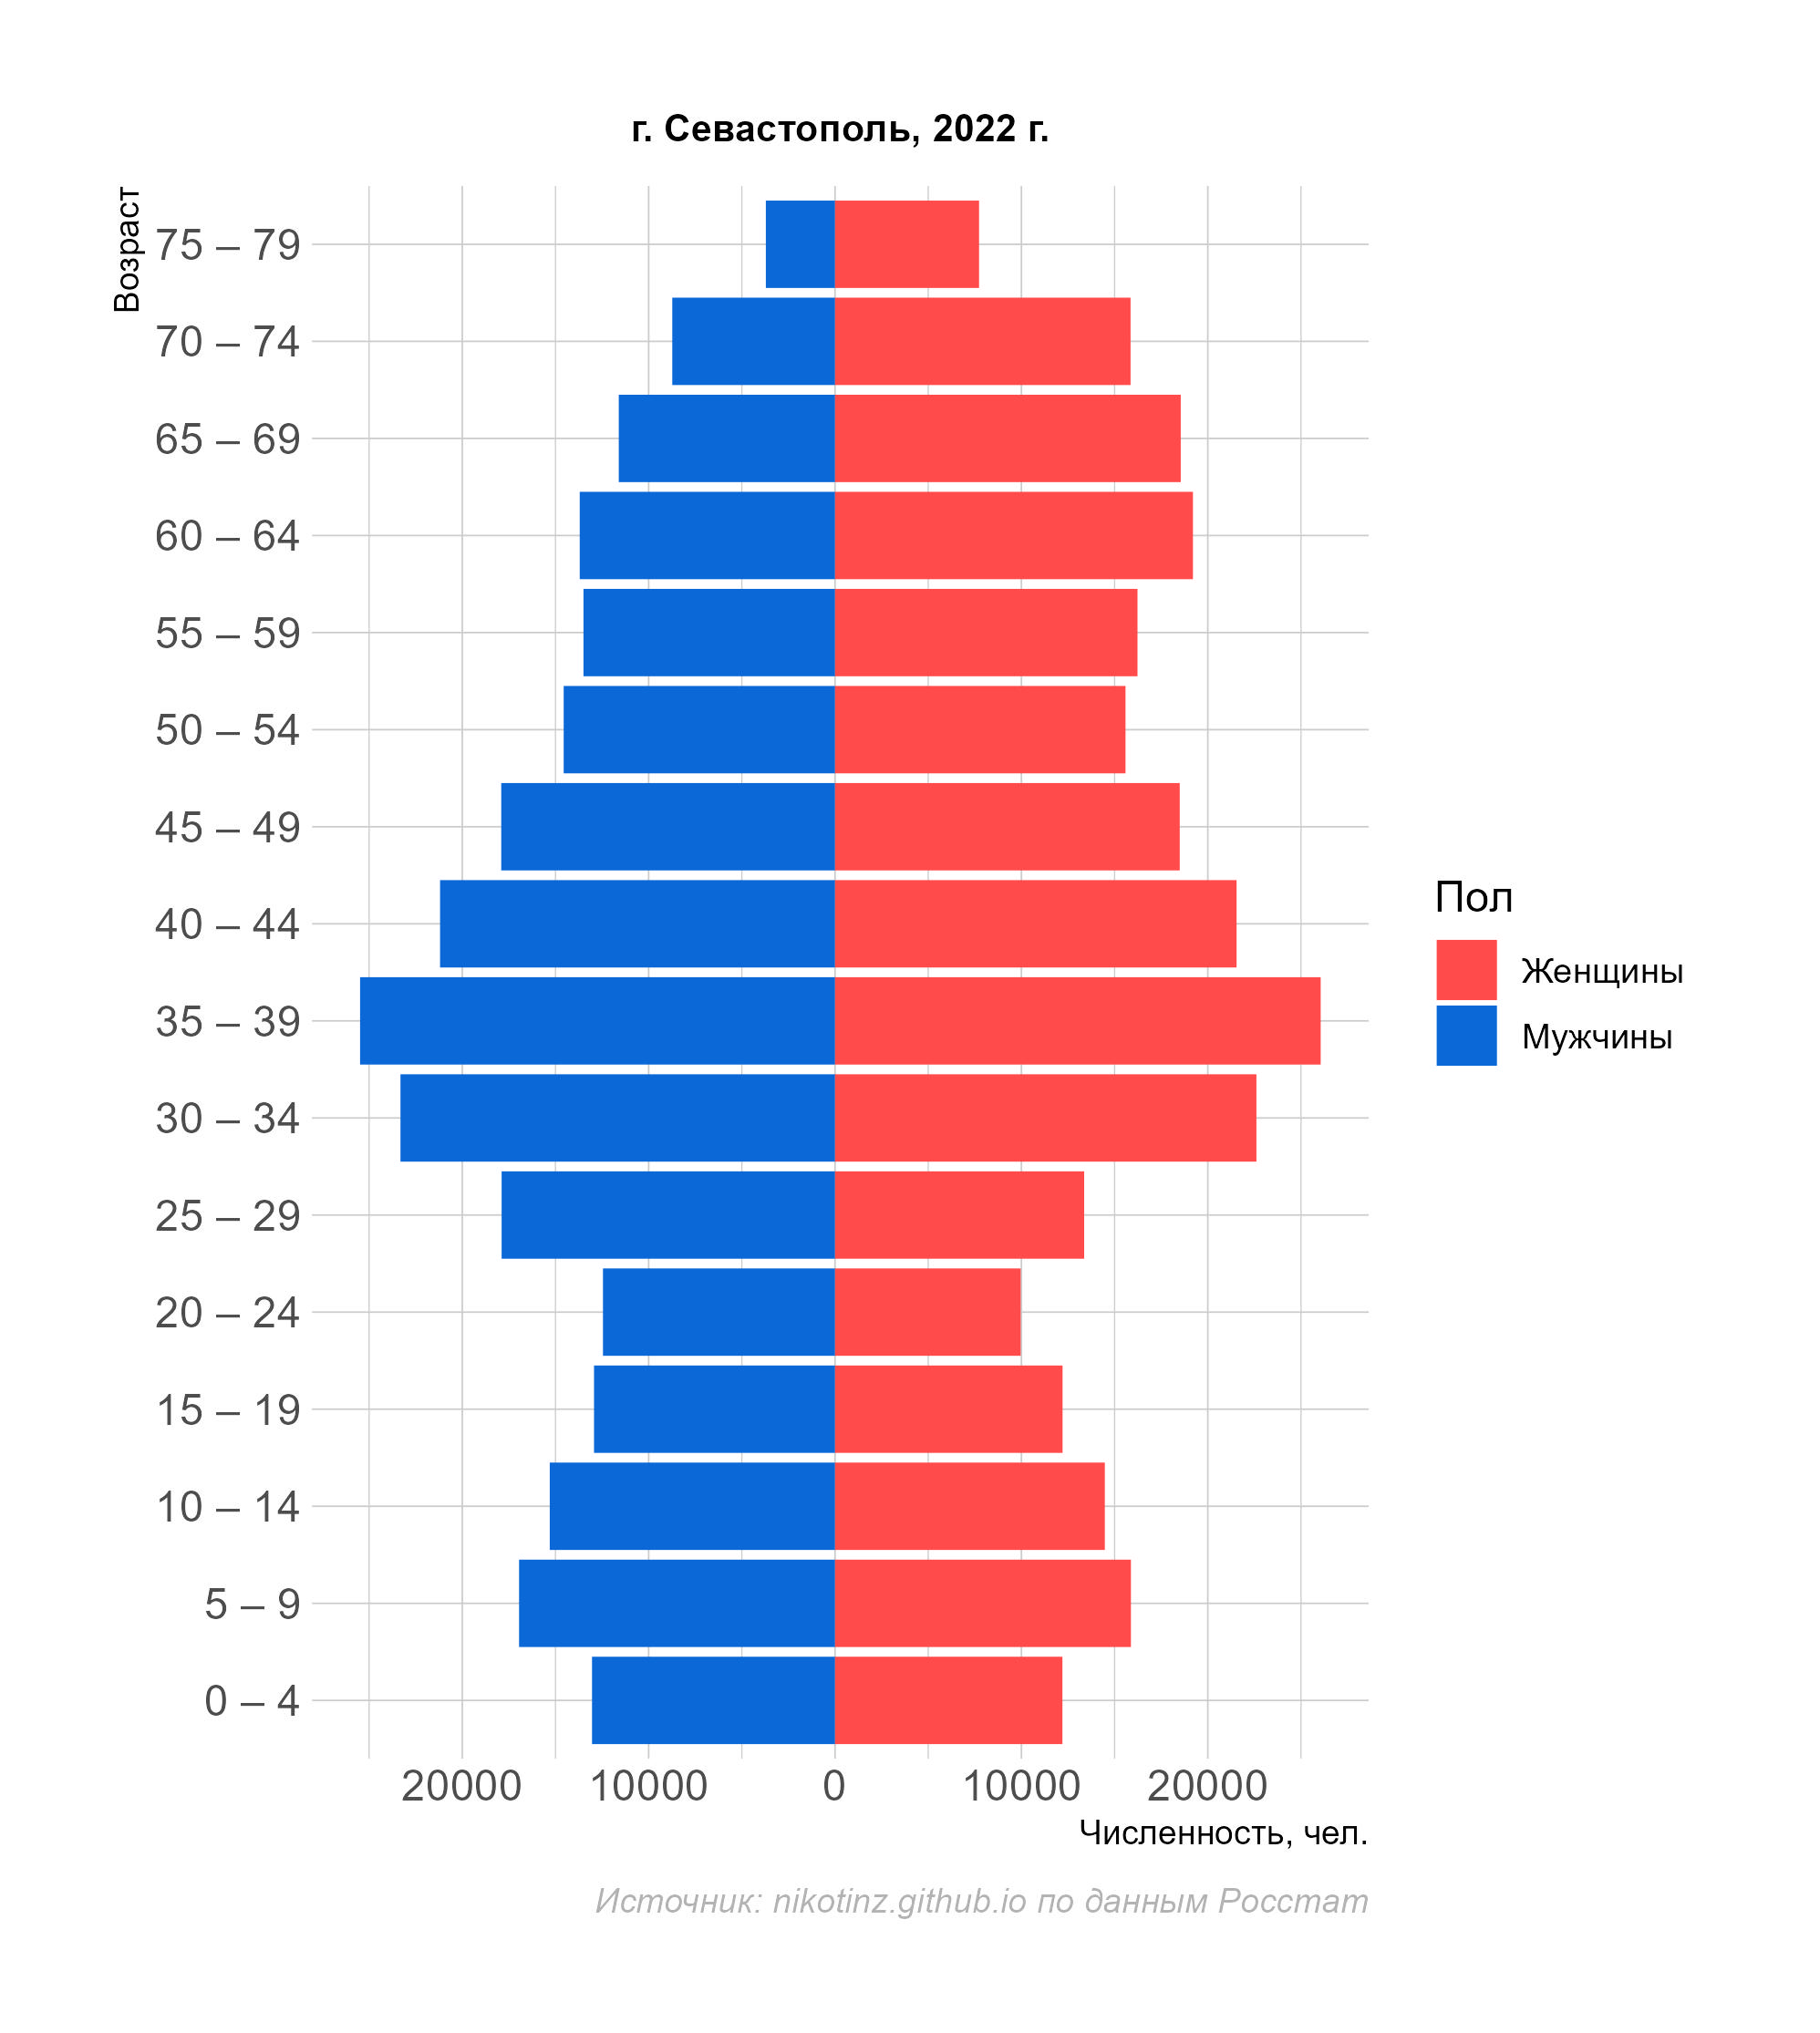 г. Севастополь, 2022 г.
Возраст
75 – 79
70 – 74
65 – 69
60 – 64
55 – 59
50 – 54
45 – 49
40 – 44
35 – 39
30 – 34
25 – 29
20 – 24
15 – 19
10 – 14
5 – 9
0 – 4
20000 10000 0 10000 20000
Численность, чел.
Пол
Женщины
Мужчины
Источник: nikotinz.github.io по данным Росстат